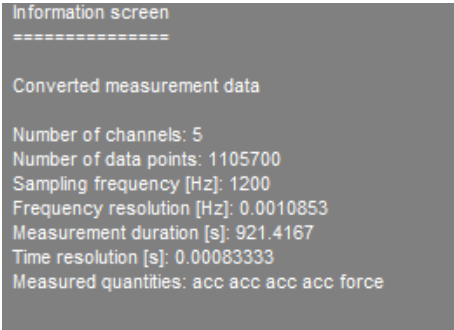 Information screen
===============
Converted measurement data
Number of channels: 5
Number of data points: 1105700
Sampling frequency [Hz]: 1200
Frequency resolution [Hz]: 0.0010853
Measurement duration [s]: 921.4167
Time resolution [s]: 0.00083333
Measured quantities: acc acc acc acc force